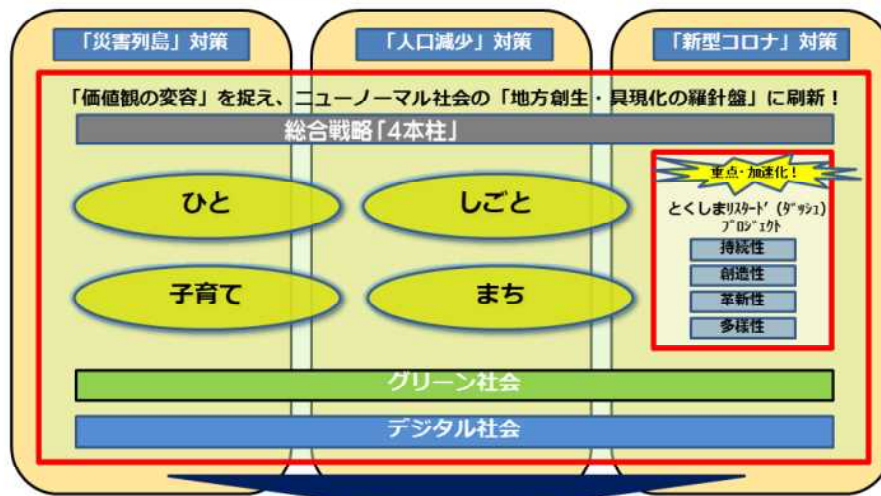 「災害列島」対策
「人口減少」対策
「新型コロナ」対策
「価値観の変容」を捉え、ニューノーマル社会の「地方創生・具現化の羅針盤」に刷新！
総合戦略「4本柱」
ひと
しごと
子育て
まち
重点・加速化！
とくしまﾘｽﾀｰﾄ’（ﾀﾞｯｼｭ）
ﾌﾟﾛｼﾞｪｸﾄ
持続性
創造性
革新性
多様性
グリーン社会
デジタル社会